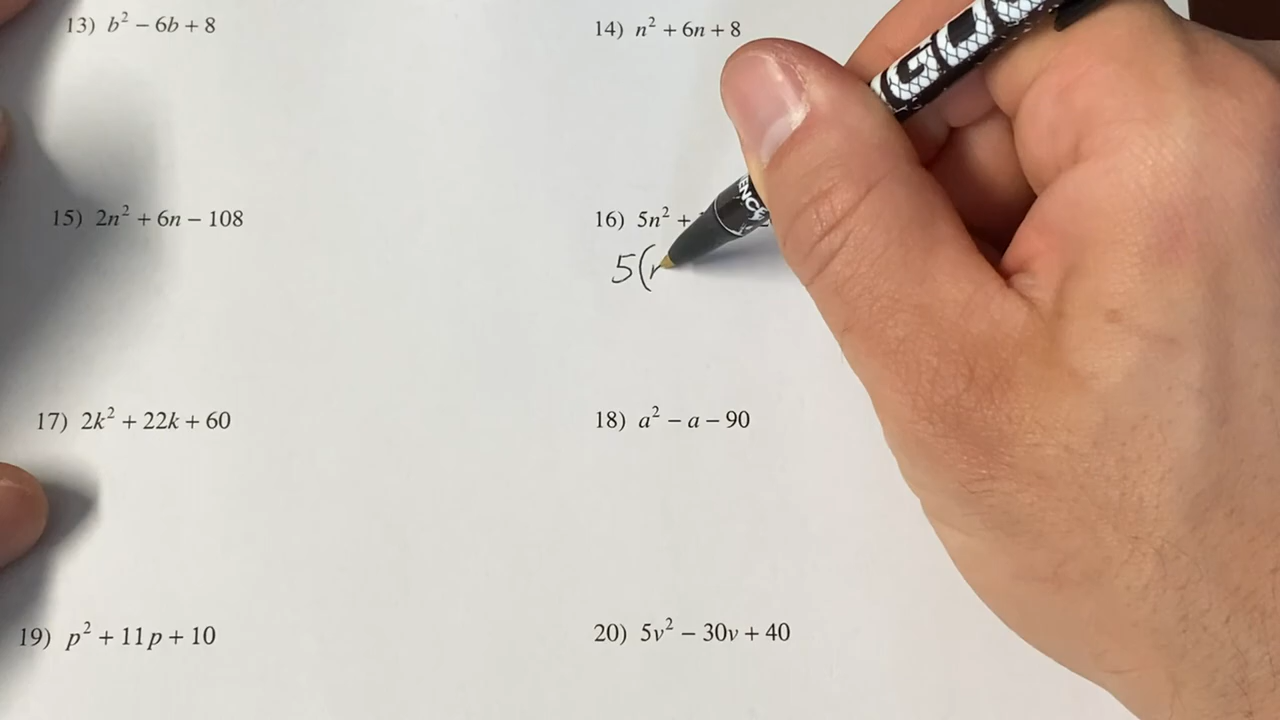 13) b² − 6b + 8
14) n² + 6n + 8
15) 2n² + 6n − 108
16) 5n² +
5(
17) 2k² + 22k + 60
18) a² − a − 90
19) p² + 11p + 10
20) 5v² − 30v + 40